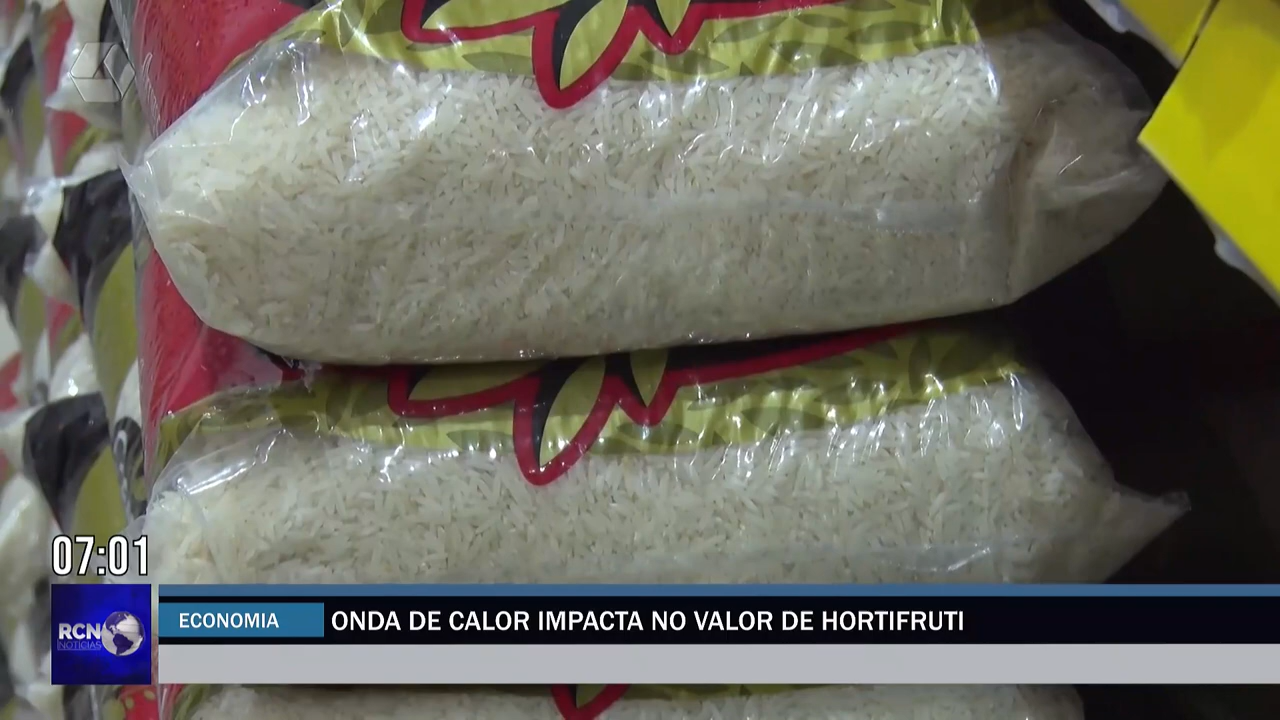 07:01
RCN
NOTÍCIAS
ECONOMIA
ONDA DE CALOR IMPACTA NO VALOR DE HORTIFRUTI